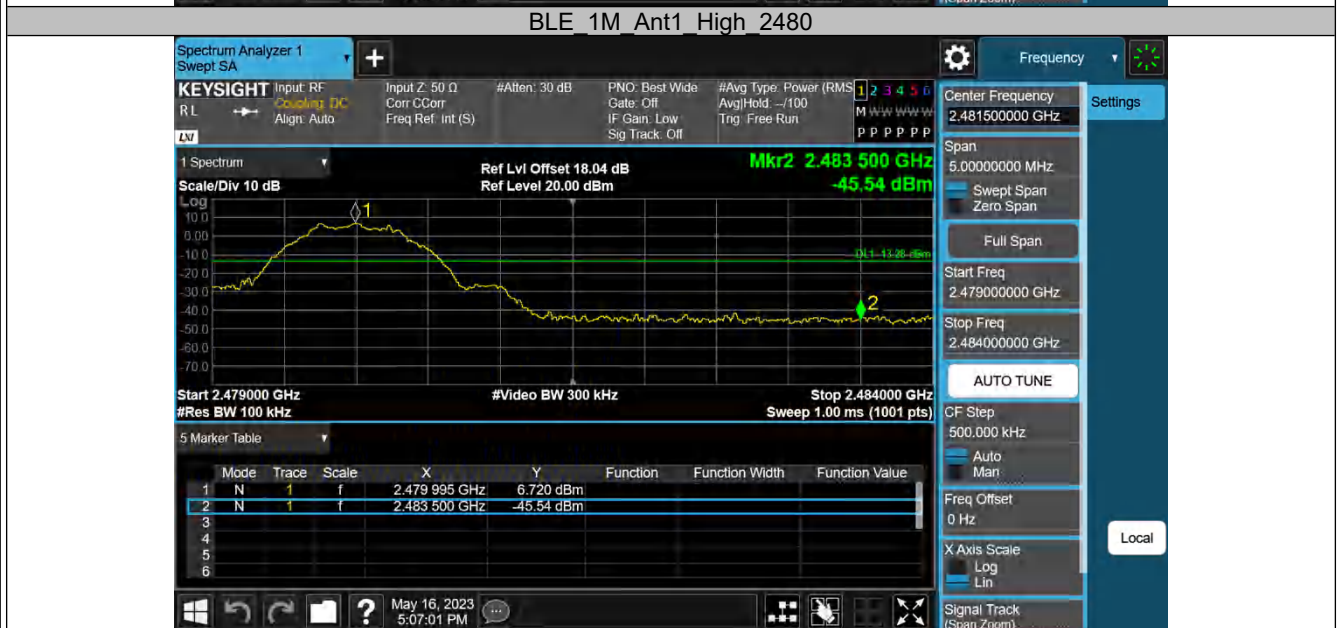 BLE_1M_Ant1_High_2480
Spectrum Analyzer 1
Swept SA
Frequency
KEYSIGHT
Input: RF
Coupling: DC
Align: Auto
R L
LXI
Input Z: 50 Ω
Corr CCorr
Freq Ref: Int (S)
#Atten: 30 dB
PNO: Best Wide
Gate: Off
IF Gain: Low
Sig Track: Off
#Avg Type: Power (RMS
Avg|Hold: --/100
Trig: Free Run
1 2 3 4 5 6
M W W W W W
P P P P P P
Center Frequency
2.481500000 GHz
Settings
Span
5.00000000 MHz
Swept Span
Zero Span
Full Span
Start Freq
2.479000000 GHz
Stop Freq
2.484000000 GHz
AUTO TUNE
CF Step
500.000 kHz
Auto
Man
Freq Offset
0 Hz
X Axis Scale
Log
Lin
Signal Track
(Span Zoom)
Local
1 Spectrum
Scale/Div 10 dB
Ref Lvl Offset 18.04 dB
Ref Level 20.00 dBm
Mkr2 2.483 500 GHz
-45.54 dBm
Log
10.0
0.00
-10.0
-20.0
-30.0
-40.0
-50.0
-60.0
-70.0
1
2
DL1 -13.28 dBm
Start 2.479000 GHz
#Res BW 100 kHz
#Video BW 300 kHz
Stop 2.484000 GHz
Sweep 1.00 ms (1001 pts)
5 Marker Table
Mode Trace Scale X Y Function Function Width Function Value
1 N 1 f 2.479 995 GHz 6.720 dBm
2 N 1 f 2.483 500 GHz -45.54 dBm
3
4
5
6
?
May 16, 2023
5:07:01 PM